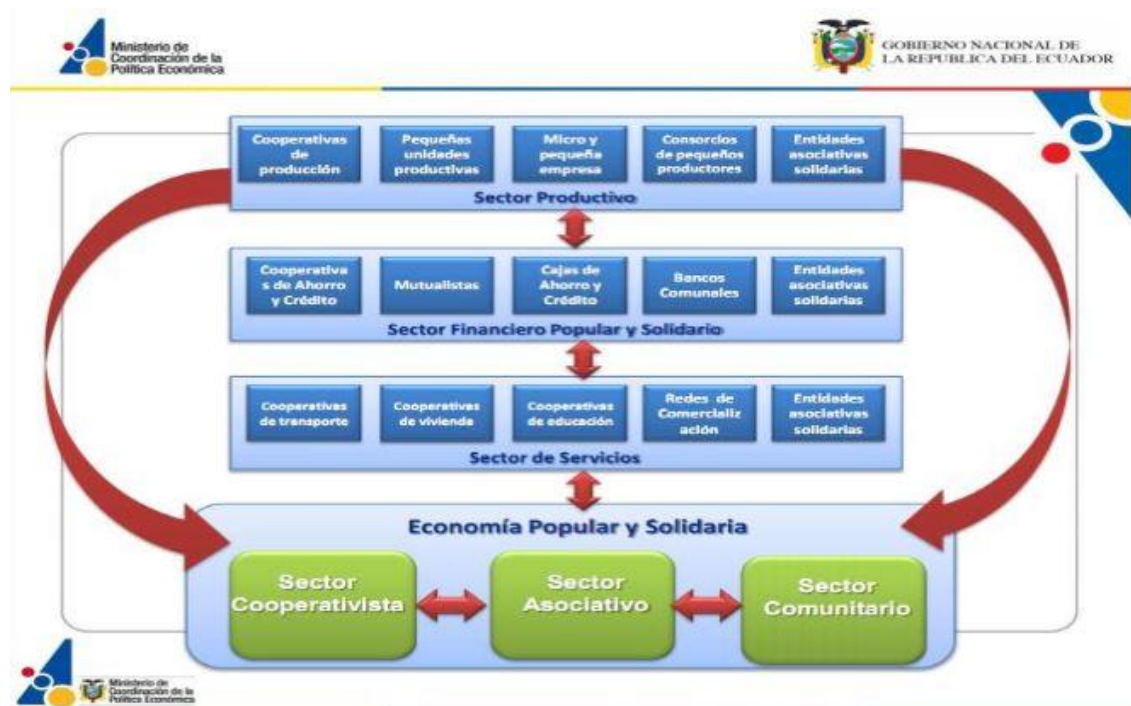 Ministerio de
Coordinación de la
Política Económica
GOBIERNO NACIONAL DE
LA REPUBLICA DEL ECUADOR
Cooperativas
de
producción
Pequeñas
unidades
productivas
Micro y
pequeña
empresa
Consorcios
de pequeños
productores
Entidades
asociativas
solidarias
Sector Productivo
Cooperativa
s de Ahorro
y Crédito
Mutualistas
Cajas de
Ahorro y
Crédito
Bancos
Comunales
Entidades
asociativas
solidarias
Sector Financiero Popular y Solidario
Cooperativas
de transporte
Cooperativas
de vivienda
Cooperativas
de educación
Redes de
Comercializ
ación
Entidades
asociativas
solidarias
Sector de Servicios
Economía Popular y Solidaria
Sector
Cooperativista
Sector
Asociativo
Sector
Comunitario
Ministerio de
Coordinación de la
Política Económica